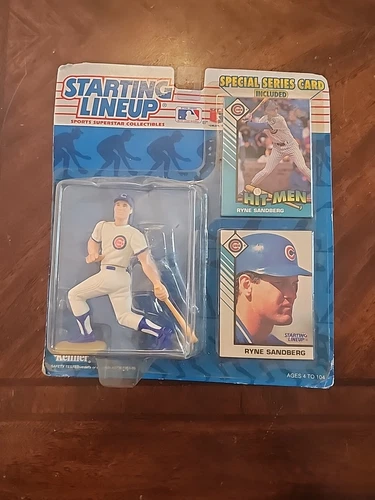 STARTING
LINEUP
SPORTS SUPERSTAR COLLECTIBLES
SPECIAL SERIES CARD
INCLUDED
HIT-MEN
RYNE SANDBERG
STARTING
LINEUP
RYNE SANDBERG
Kenner
AGES 4 TO 104